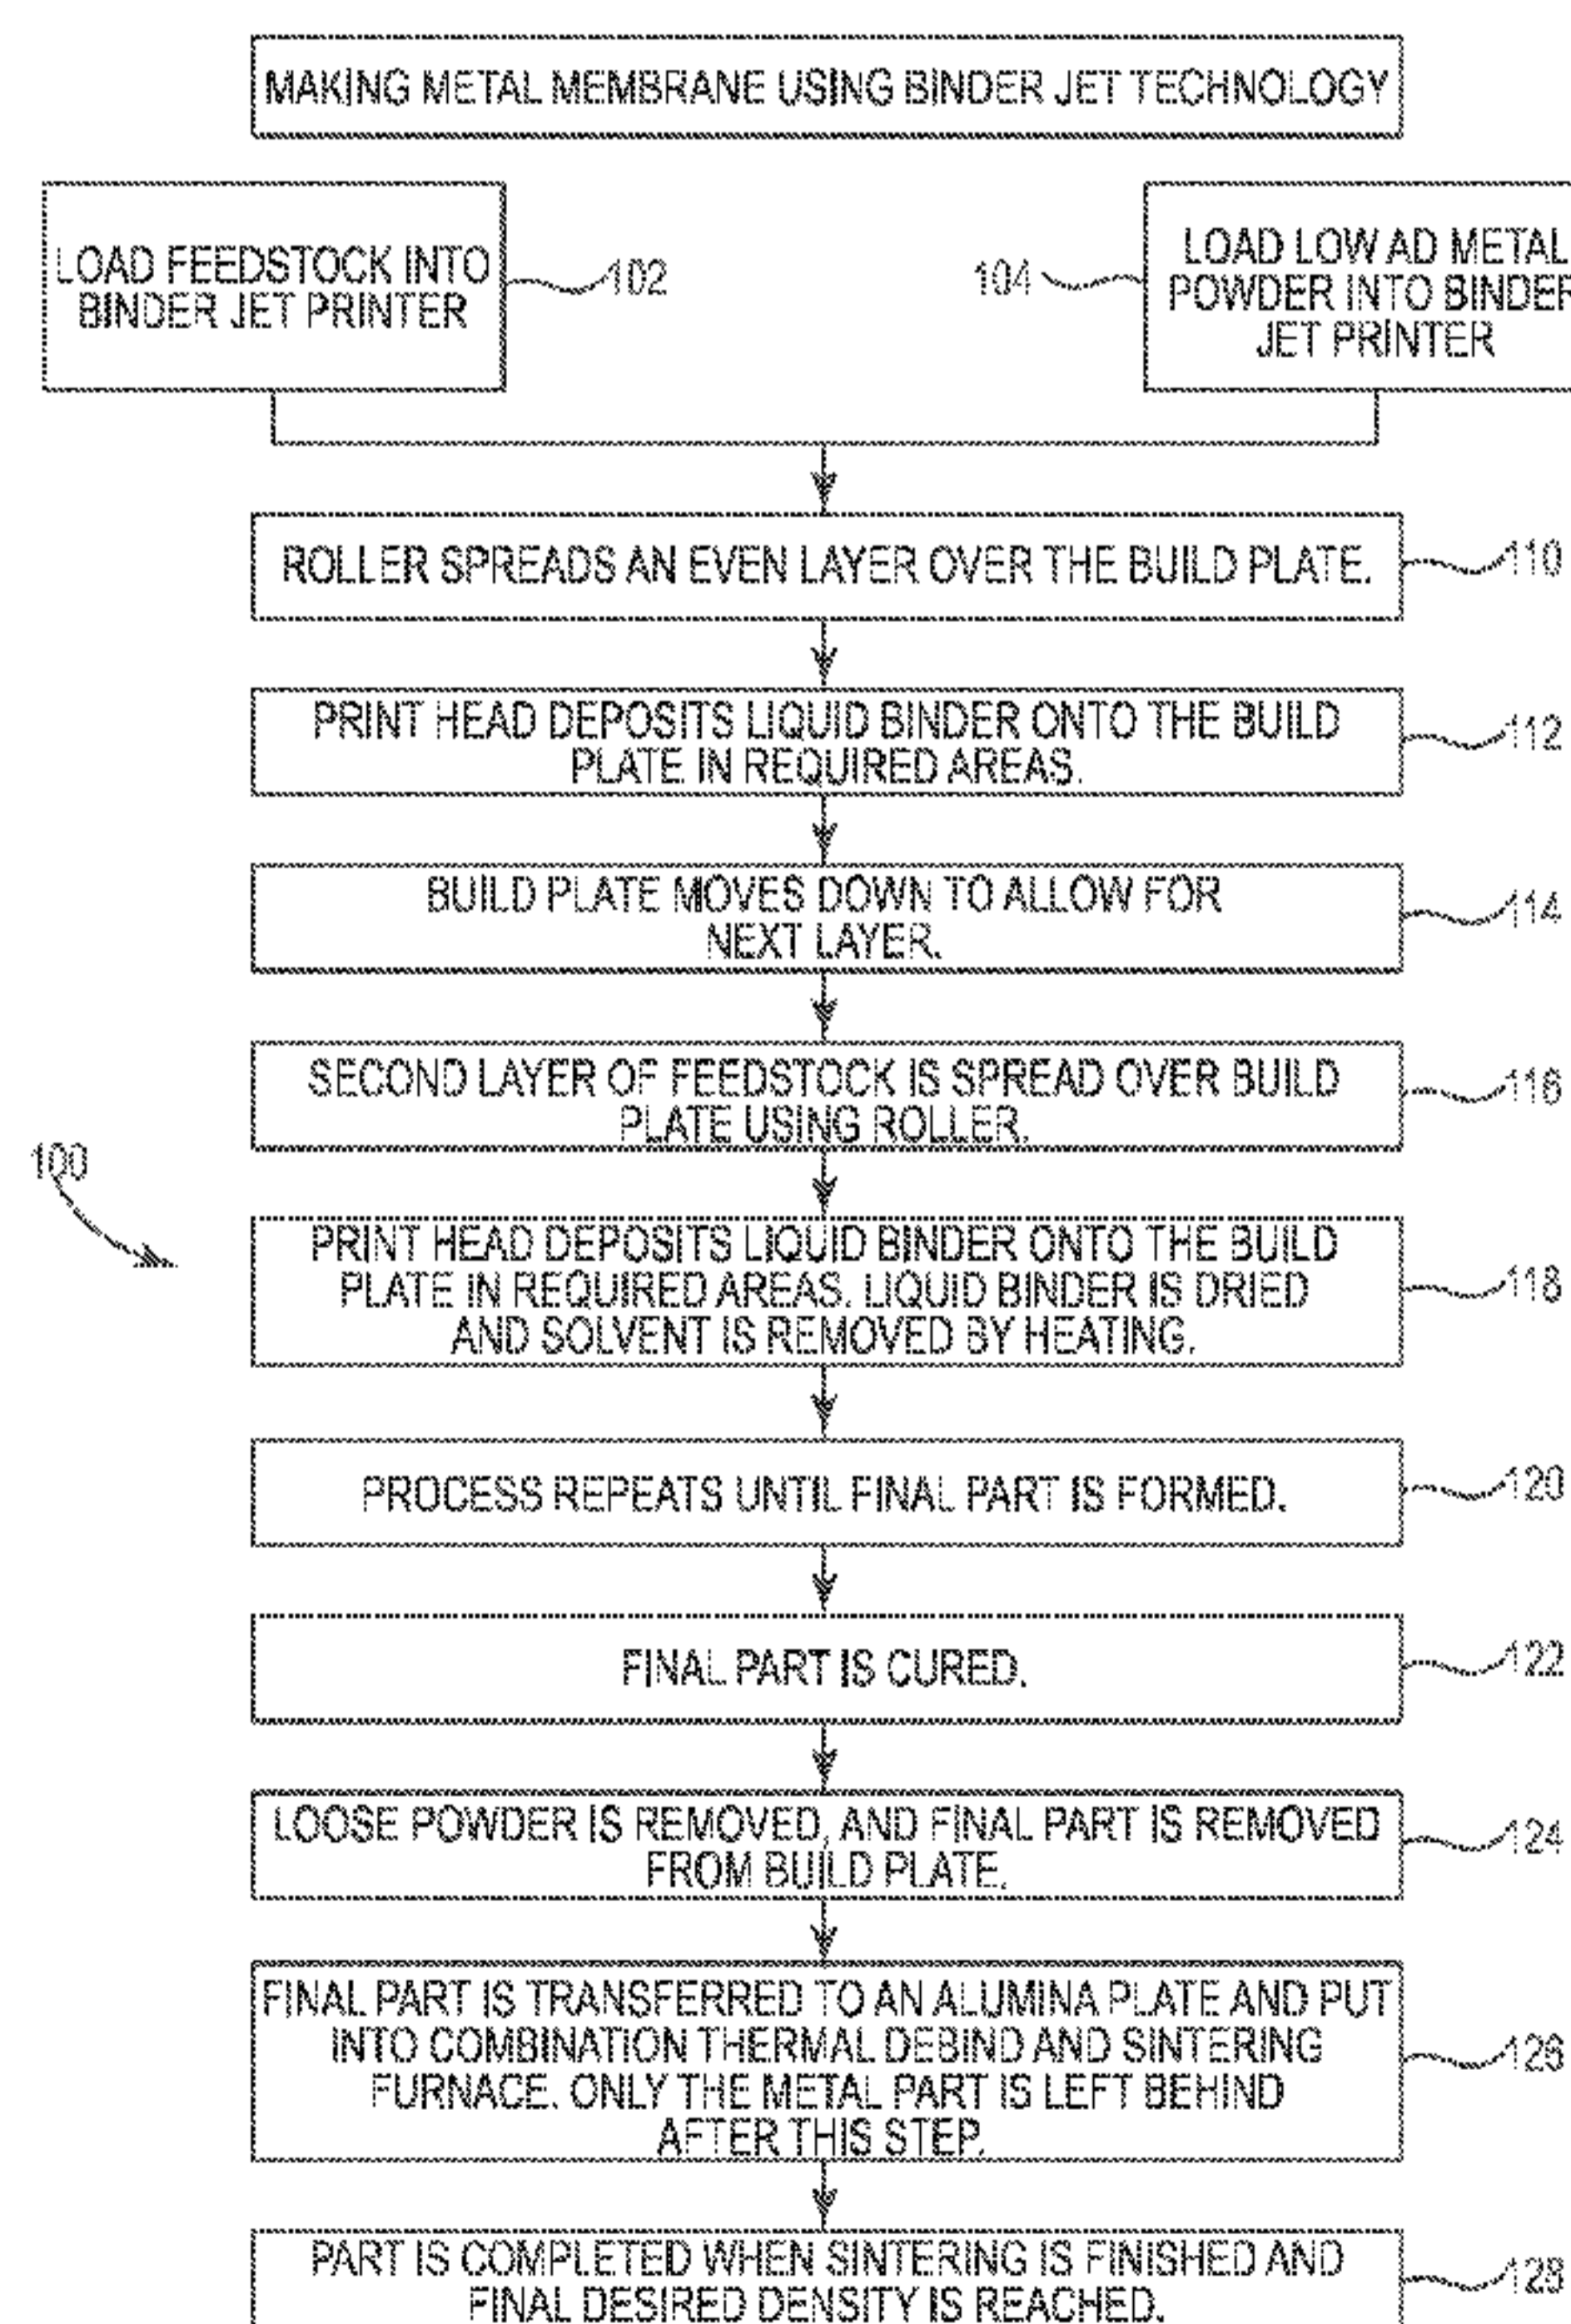 MAKING METAL MEMBRANE USING BINDER JET TECHNOLOGY
LOAD FEEDSTOCK INTO
BINDER JET PRINTER
102
104
LOAD LOW AD METAL
POWDER INTO BINDER
JET PRINTER
ROLLER SPREADS AN EVEN LAYER OVER THE BUILD PLATE.
110
PRINT HEAD DEPOSITS LIQUID BINDER ONTO THE BUILD
PLATE IN REQUIRED AREAS.
112
BUILD PLATE MOVES DOWN TO ALLOW FOR
NEXT LAYER.
114
SECOND LAYER OF FEEDSTOCK IS SPREAD OVER BUILD
PLATE USING ROLLER.
116
100
PRINT HEAD DEPOSITS LIQUID BINDER ONTO THE BUILD
PLATE IN REQUIRED AREAS. LIQUID BINDER IS DRIED
AND SOLVENT IS REMOVED BY HEATING.
118
PROCESS REPEATS UNTIL FINAL PART IS FORMED.
120
FINAL PART IS CURED.
122
LOOSE POWDER IS REMOVED, AND FINAL PART IS REMOVED
FROM BUILD PLATE.
124
FINAL PART IS TRANSFERRED TO AN ALUMINA PLATE AND PUT
INTO COMBINATION THERMAL DEBIND AND SINTERING
FURNACE. ONLY THE METAL PART IS LEFT BEHIND
AFTER THIS STEP.
126
PART IS COMPLETED WHEN SINTERING IS FINISHED AND
FINAL DESIRED DENSITY IS REACHED.
128